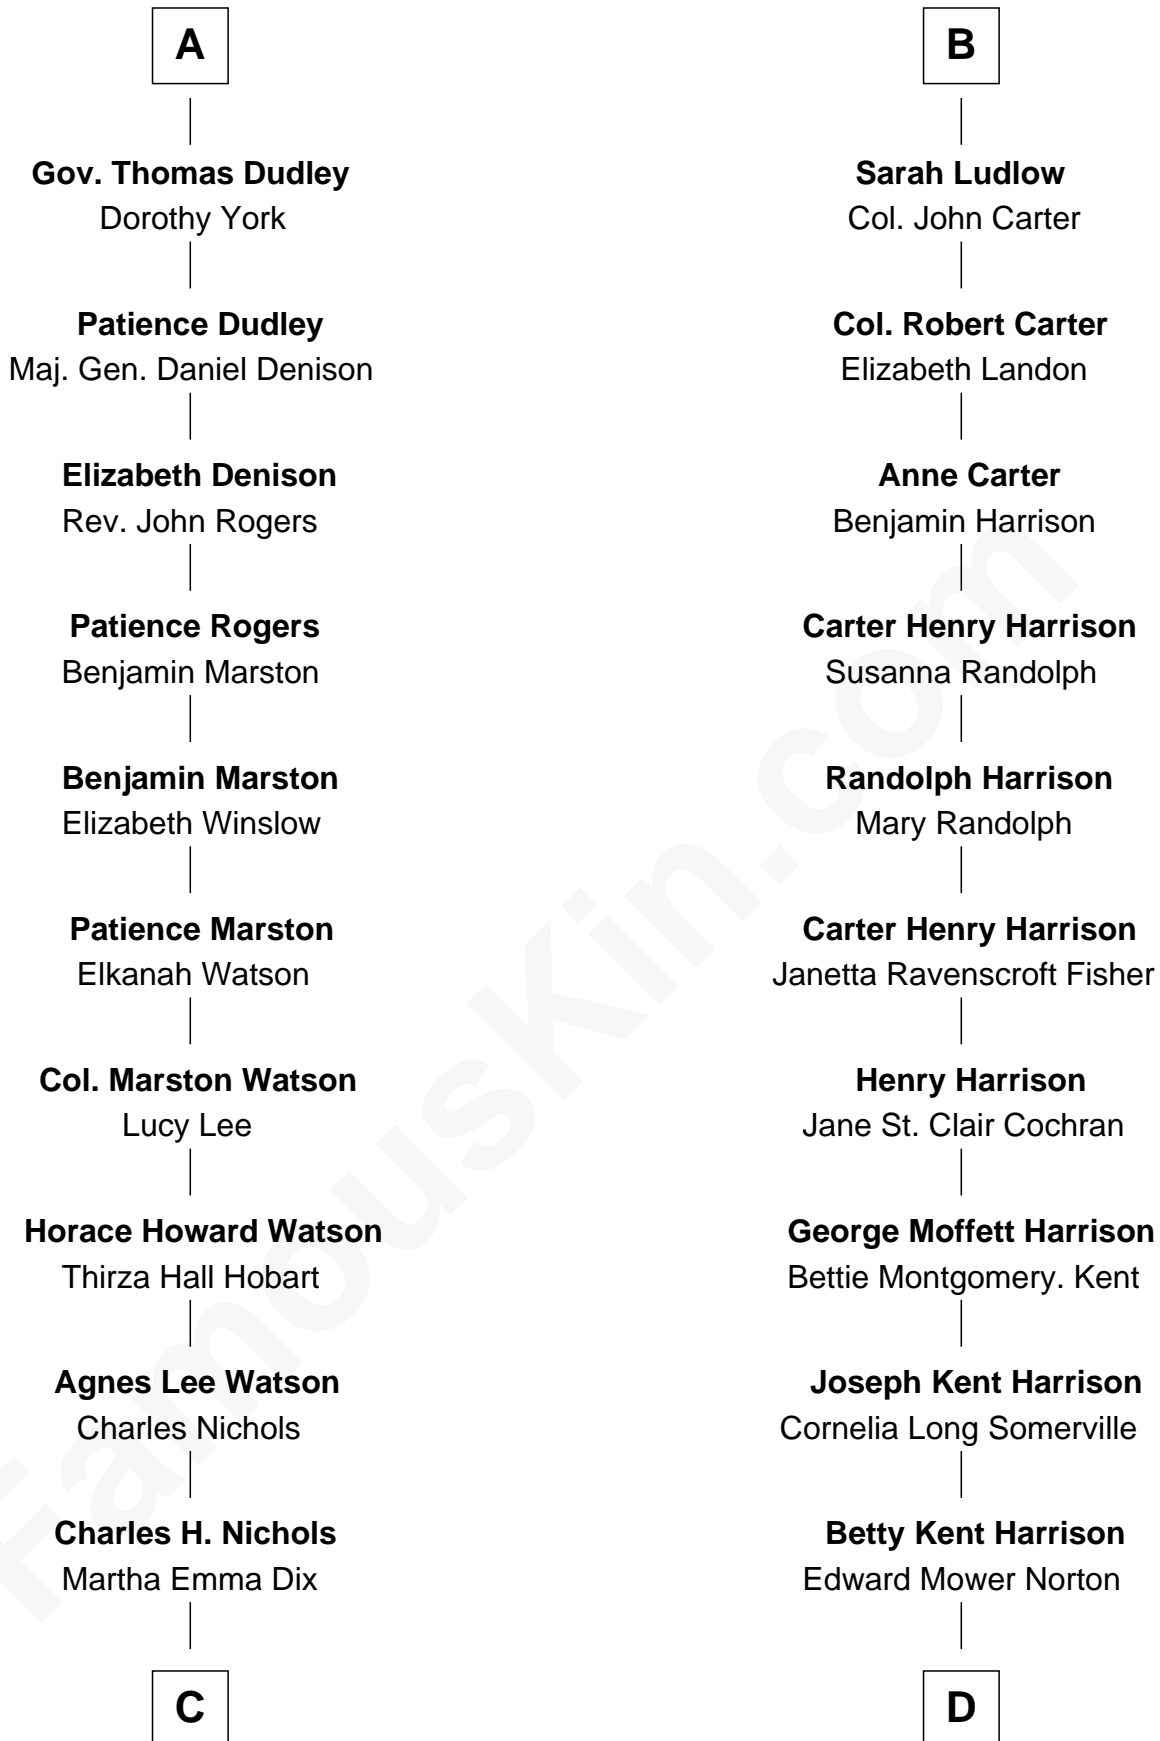 A
Gov. Thomas Dudley
Dorothy York
Patience Dudley
Maj. Gen. Daniel Denison
Elizabeth Denison
Rev. John Rogers
Patience Rogers
Benjamin Marston
Benjamin Marston
Elizabeth Winslow
Patience Marston
Elkanah Watson
Col. Marston Watson
Lucy Lee
Horace Howard Watson
Thirza Hall Hobart
Agnes Lee Watson
Charles Nichols
Charles H. Nichols
Martha Emma Dix
C
B
Sarah Ludlow
Col. John Carter
Col. Robert Carter
Elizabeth Landon
Anne Carter
Benjamin Harrison
Carter Henry Harrison
Susanna Randolph
Randolph Harrison
Mary Randolph
Carter Henry Harrison
Janetta Ravenscroft Fisher
Henry Harrison
Jane St. Clair Cochran
George Moffett Harrison
Bettie Montgomery. Kent
Joseph Kent Harrison
Cornelia Long Somerville
Betty Kent Harrison
Edward Mower Norton
D
FamousKin.com